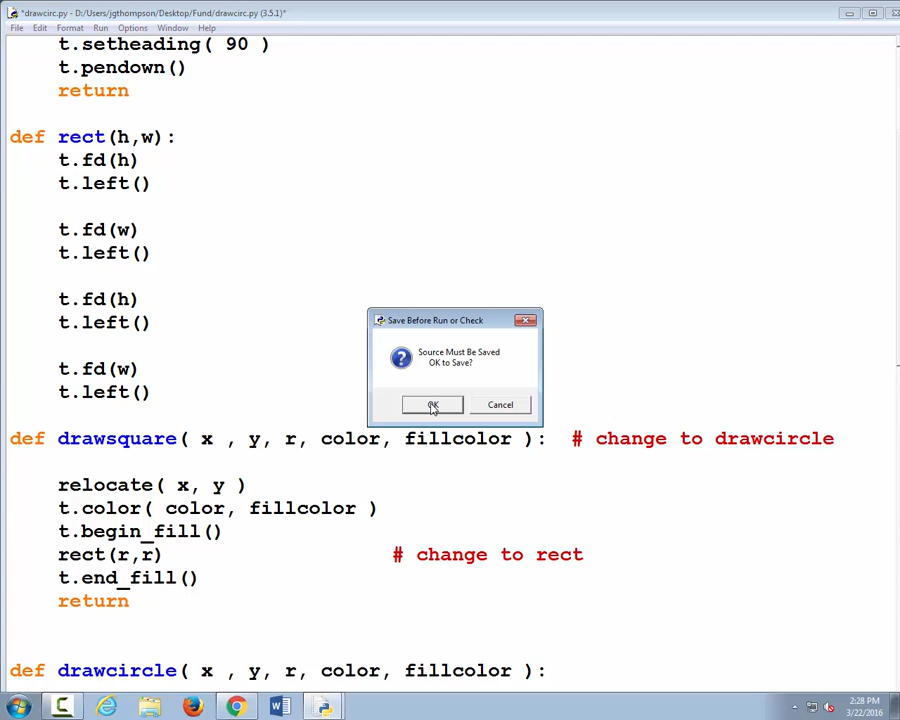 *drawcirc.py - D:/Users/jgthompson/Desktop/Fund/drawcirc.py (3.5.1)*
File Edit Format Run Options Window Help
t.setheading( 90 )
t.pendown()
return
def rect(h,w):
t.fd(h)
t.left()
t.fd(w)
t.left()
t.fd(h)
t.left()
t.fd(w)
t.left()
Save Before Run or Check
Source Must Be Saved
OK to Save?
OK Cancel
def drawsquare( x , y, r, color, fillcolor ): # change to drawcircle
relocate( x, y )
t.color( color, fillcolor )
t.begin_fill()
rect(r,r) # change to rect
t.end_fill()
return
def drawcircle( x , y, r, color, fillcolor ):
2:28 PM
3/22/2016